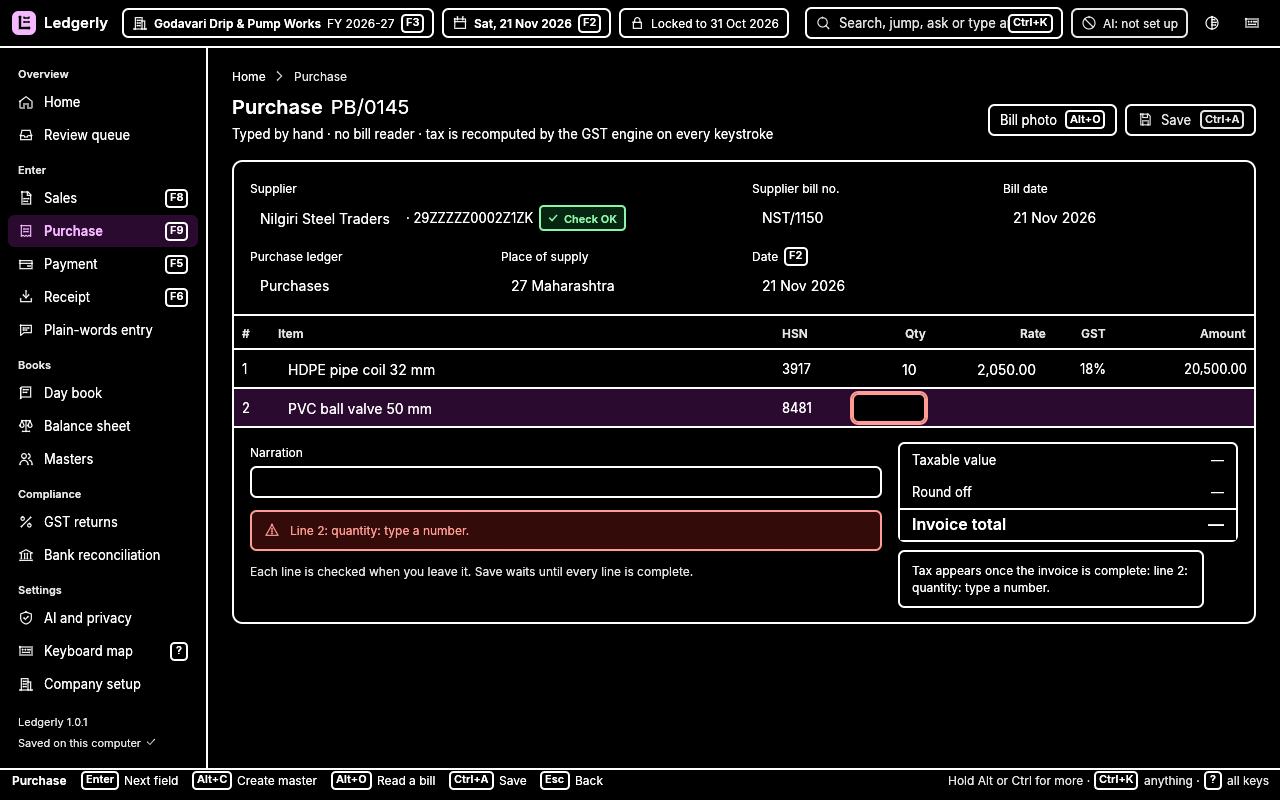 Ledgerly
Godavari Drip & Pump Works FY 2026-27 F3
Sat, 21 Nov 2026 F2
Locked to 31 Oct 2026
Search, jump, ask or type a Ctrl+K
AI: not set up
Overview
Home
Review queue
Enter
Sales F8
Purchase F9
Payment F5
Receipt F6
Plain-words entry
Books
Day book
Balance sheet
Masters
Compliance
GST returns
Bank reconciliation
Settings
AI and privacy
Keyboard map ?
Company setup
Ledgerly 1.0.1
Saved on this computer
Home > Purchase
Purchase PB/0145
Typed by hand · no bill reader · tax is recomputed by the GST engine on every keystroke
Bill photo Alt+O
Save Ctrl+A
Supplier Supplier bill no. Bill date
Nilgiri Steel Traders · 29ZZZZZ0002Z1ZK Check OK NST/1150 21 Nov 2026
Purchase ledger Place of supply Date F2
Purchases 27 Maharashtra 21 Nov 2026
# Item HSN Qty Rate GST Amount
1 HDPE pipe coil 32 mm 3917 10 2,050.00 18% 20,500.00
2 PVC ball valve 50 mm 8481
Narration
Line 2: quantity: type a number.
Each line is checked when you leave it. Save waits until every line is complete.
Taxable value —
Round off —
Invoice total —
Tax appears once the invoice is complete: line 2:
quantity: type a number.
Purchase Enter Next field Alt+C Create master Alt+O Read a bill Ctrl+A Save Esc Back
Hold Alt or Ctrl for more · Ctrl+K anything · ? all keys